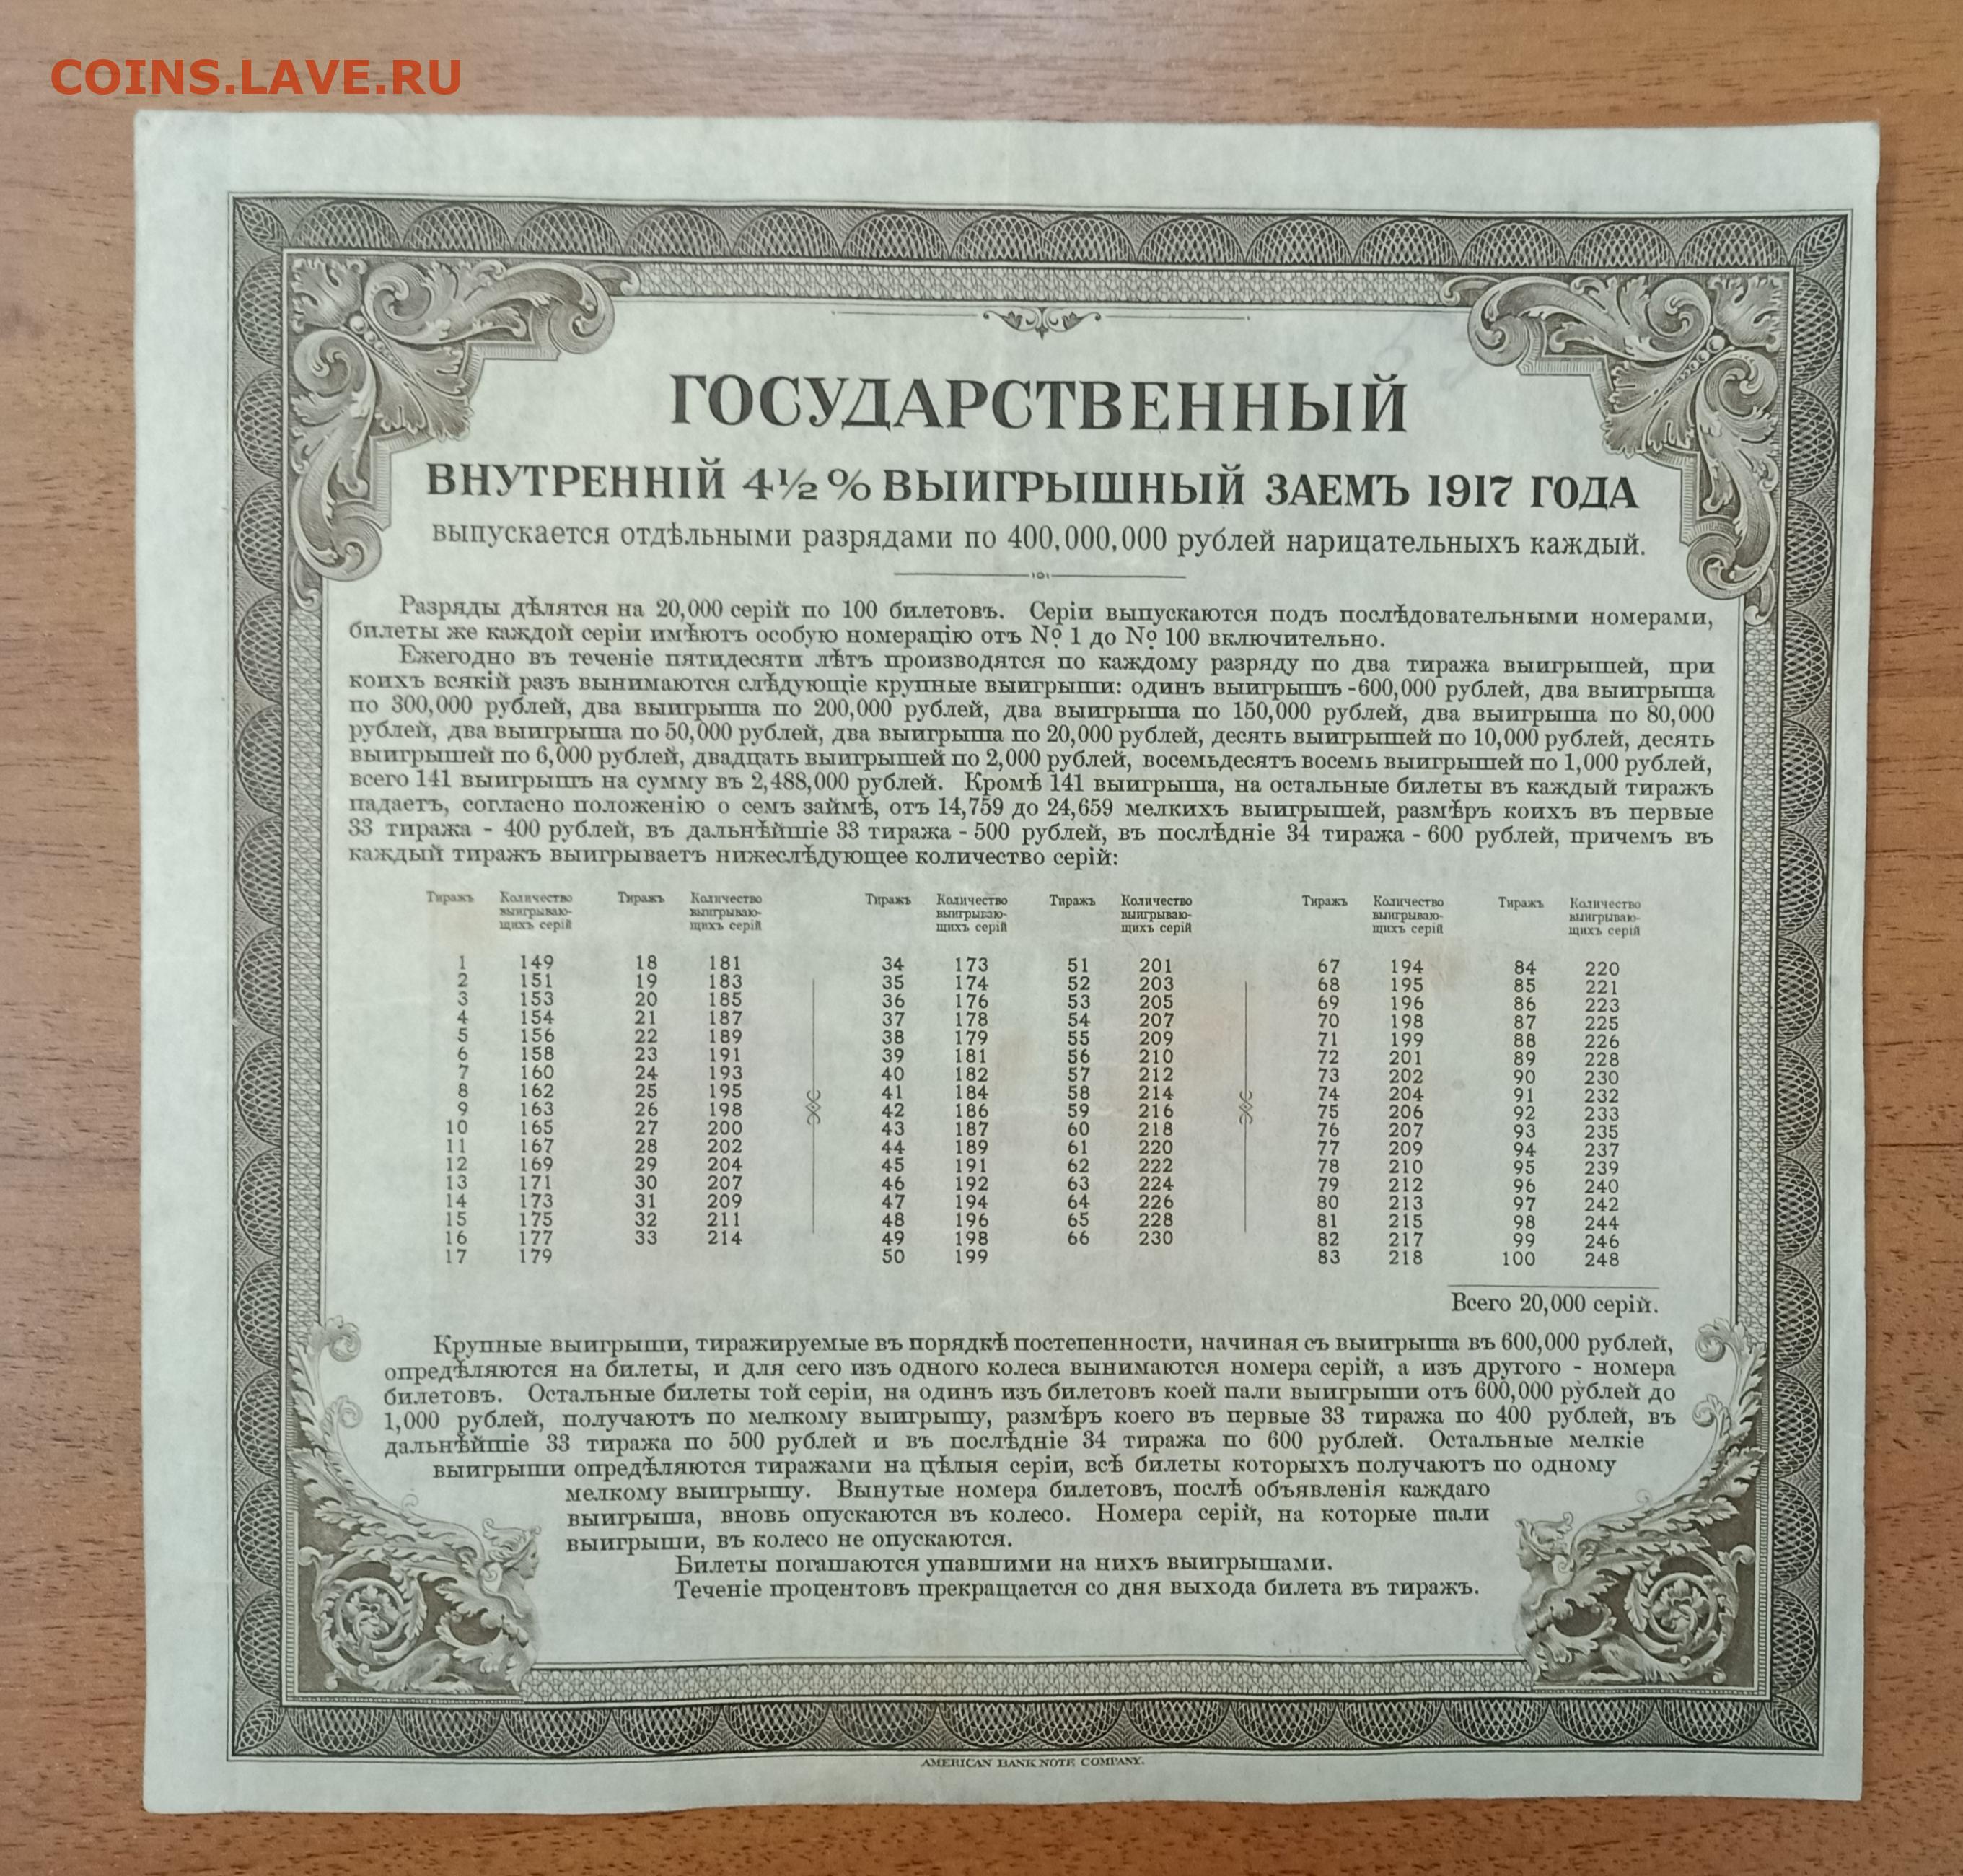 COINS.LAVE.RU
ГОСУДАРСТВЕННЫЙ
ВНУТРЕННІЙ 4½% ВЫИГРЫШНЫЙ ЗАЕМЪ 1917 ГОДА
выпускается отдѣльными разрядами по 400,000,000 рублей нарицательныхъ каждый.
Разряды дѣлятся на 20,000 серій по 100 билетовъ. Серіи выпускаются подъ послѣдовательными номерами,
билеты же каждой серіи имѣютъ особую номерацію отъ № 1 до № 100 включительно.
Ежегодно въ теченіе пятидесяти лѣтъ производятся по каждому разряду по два тиража выигрышей, при
коихъ всякій разъ вынимаются слѣдующіе крупные выигрыши: одинъ выигрышъ - 600,000 рублей, два выигрыша
по 300,000 рублей, два выигрыша по 200,000 рублей, два выигрыша по 150,000 рублей, два выигрыша по 80,000
рублей, два выигрыша по 50,000 рублей, два выигрыша по 20,000 рублей, десять выигрышей по 10,000 рублей, десять
выигрышей по 6,000 рублей, двадцать выигрышей по 2,000 рублей, восемьдесятъ восемь выигрышей по 1,000 рублей,
всего 141 выигрышъ на сумму въ 2,488,000 рублей. Кромѣ 141 выигрыша, на остальные билеты въ каждый тиражъ
падаетъ, согласно положенію о семъ займѣ, отъ 14,759 до 24,659 мелкихъ выигрышей, размѣръ коихъ въ первые
33 тиража - 400 рублей, въ дальнѣйшіе 33 тиража - 500 рублей, въ послѣдніе 34 тиража - 600 рублей, причемъ въ
каждый тиражъ выигрываетъ нижеслѣдующее количество серій:
Тиражъ Количество Тиражъ Количество Тиражъ Количество Тиражъ Количество Тиражъ Количество Тиражъ Количество
выигрываю- выигрываю- выигрываю- выигрываю- выигрываю- выигрываю-
щихъ серій щихъ серій щихъ серій щихъ серій щихъ серій щихъ серій
1 149 18 181 34 173 51 201 67 194 84 220
2 151 19 183 35 174 52 203 68 195 85 221
3 153 20 185 36 176 53 205 69 196 86 223
4 154 21 187 37 178 54 207 70 198 87 225
5 156 22 189 38 179 55 209 71 199 88 226
6 158 23 191 39 181 56 210 72 201 89 228
7 160 24 193 40 182 57 212 73 202 90 230
8 162 25 195 41 184 58 214 74 204 91 232
9 163 26 198 42 186 59 216 75 206 92 233
10 165 27 200 43 187 60 218 76 207 93 235
11 167 28 202 44 189 61 220 77 209 94 237
12 169 29 204 45 191 62 222 78 210 95 239
13 171 30 207 46 192 63 224 79 212 96 240
14 173 31 209 47 194 64 226 80 213 97 242
15 175 32 211 48 196 65 228 81 215 98 244
16 177 33 214 49 198 66 230 82 217 99 246
17 179 50 199 83 218 100 248
Всего 20,000 серій.
Крупные выигрыши, тиражируемые въ порядкѣ постепенности, начиная съ выигрыша въ 600,000 рублей,
опредѣляются на билеты, и для сего изъ одного колеса вынимаются номера серій, а изъ другого - номера
билетовъ. Остальные билеты той серіи, на одинъ изъ билетовъ коей пали выигрыши отъ 600,000 рублей до
1,000 рублей, получаютъ по мелкому выигрышу, размѣръ коего въ первые 33 тиража по 400 рублей, въ
дальнѣйшіе 33 тиража по 500 рублей и въ послѣдніе 34 тиража по 600 рублей. Остальные мелкіе
выигрыши опредѣляются тиражами на цѣлыя серіи, всѣ билеты которыхъ получаютъ по одному
мелкому выигрышу. Вынутые номера билетовъ, послѣ объявленія каждаго
выигрыша, вновь опускаются въ колесо. Номера серій, на которые пали
выигрыши, въ колесо не опускаются.
Билеты погашаются упавшими на нихъ выигрышами.
Теченіе процентовъ прекращается со дня выхода билета въ тиражъ.
AMERICAN BANK NOTE COMPANY.